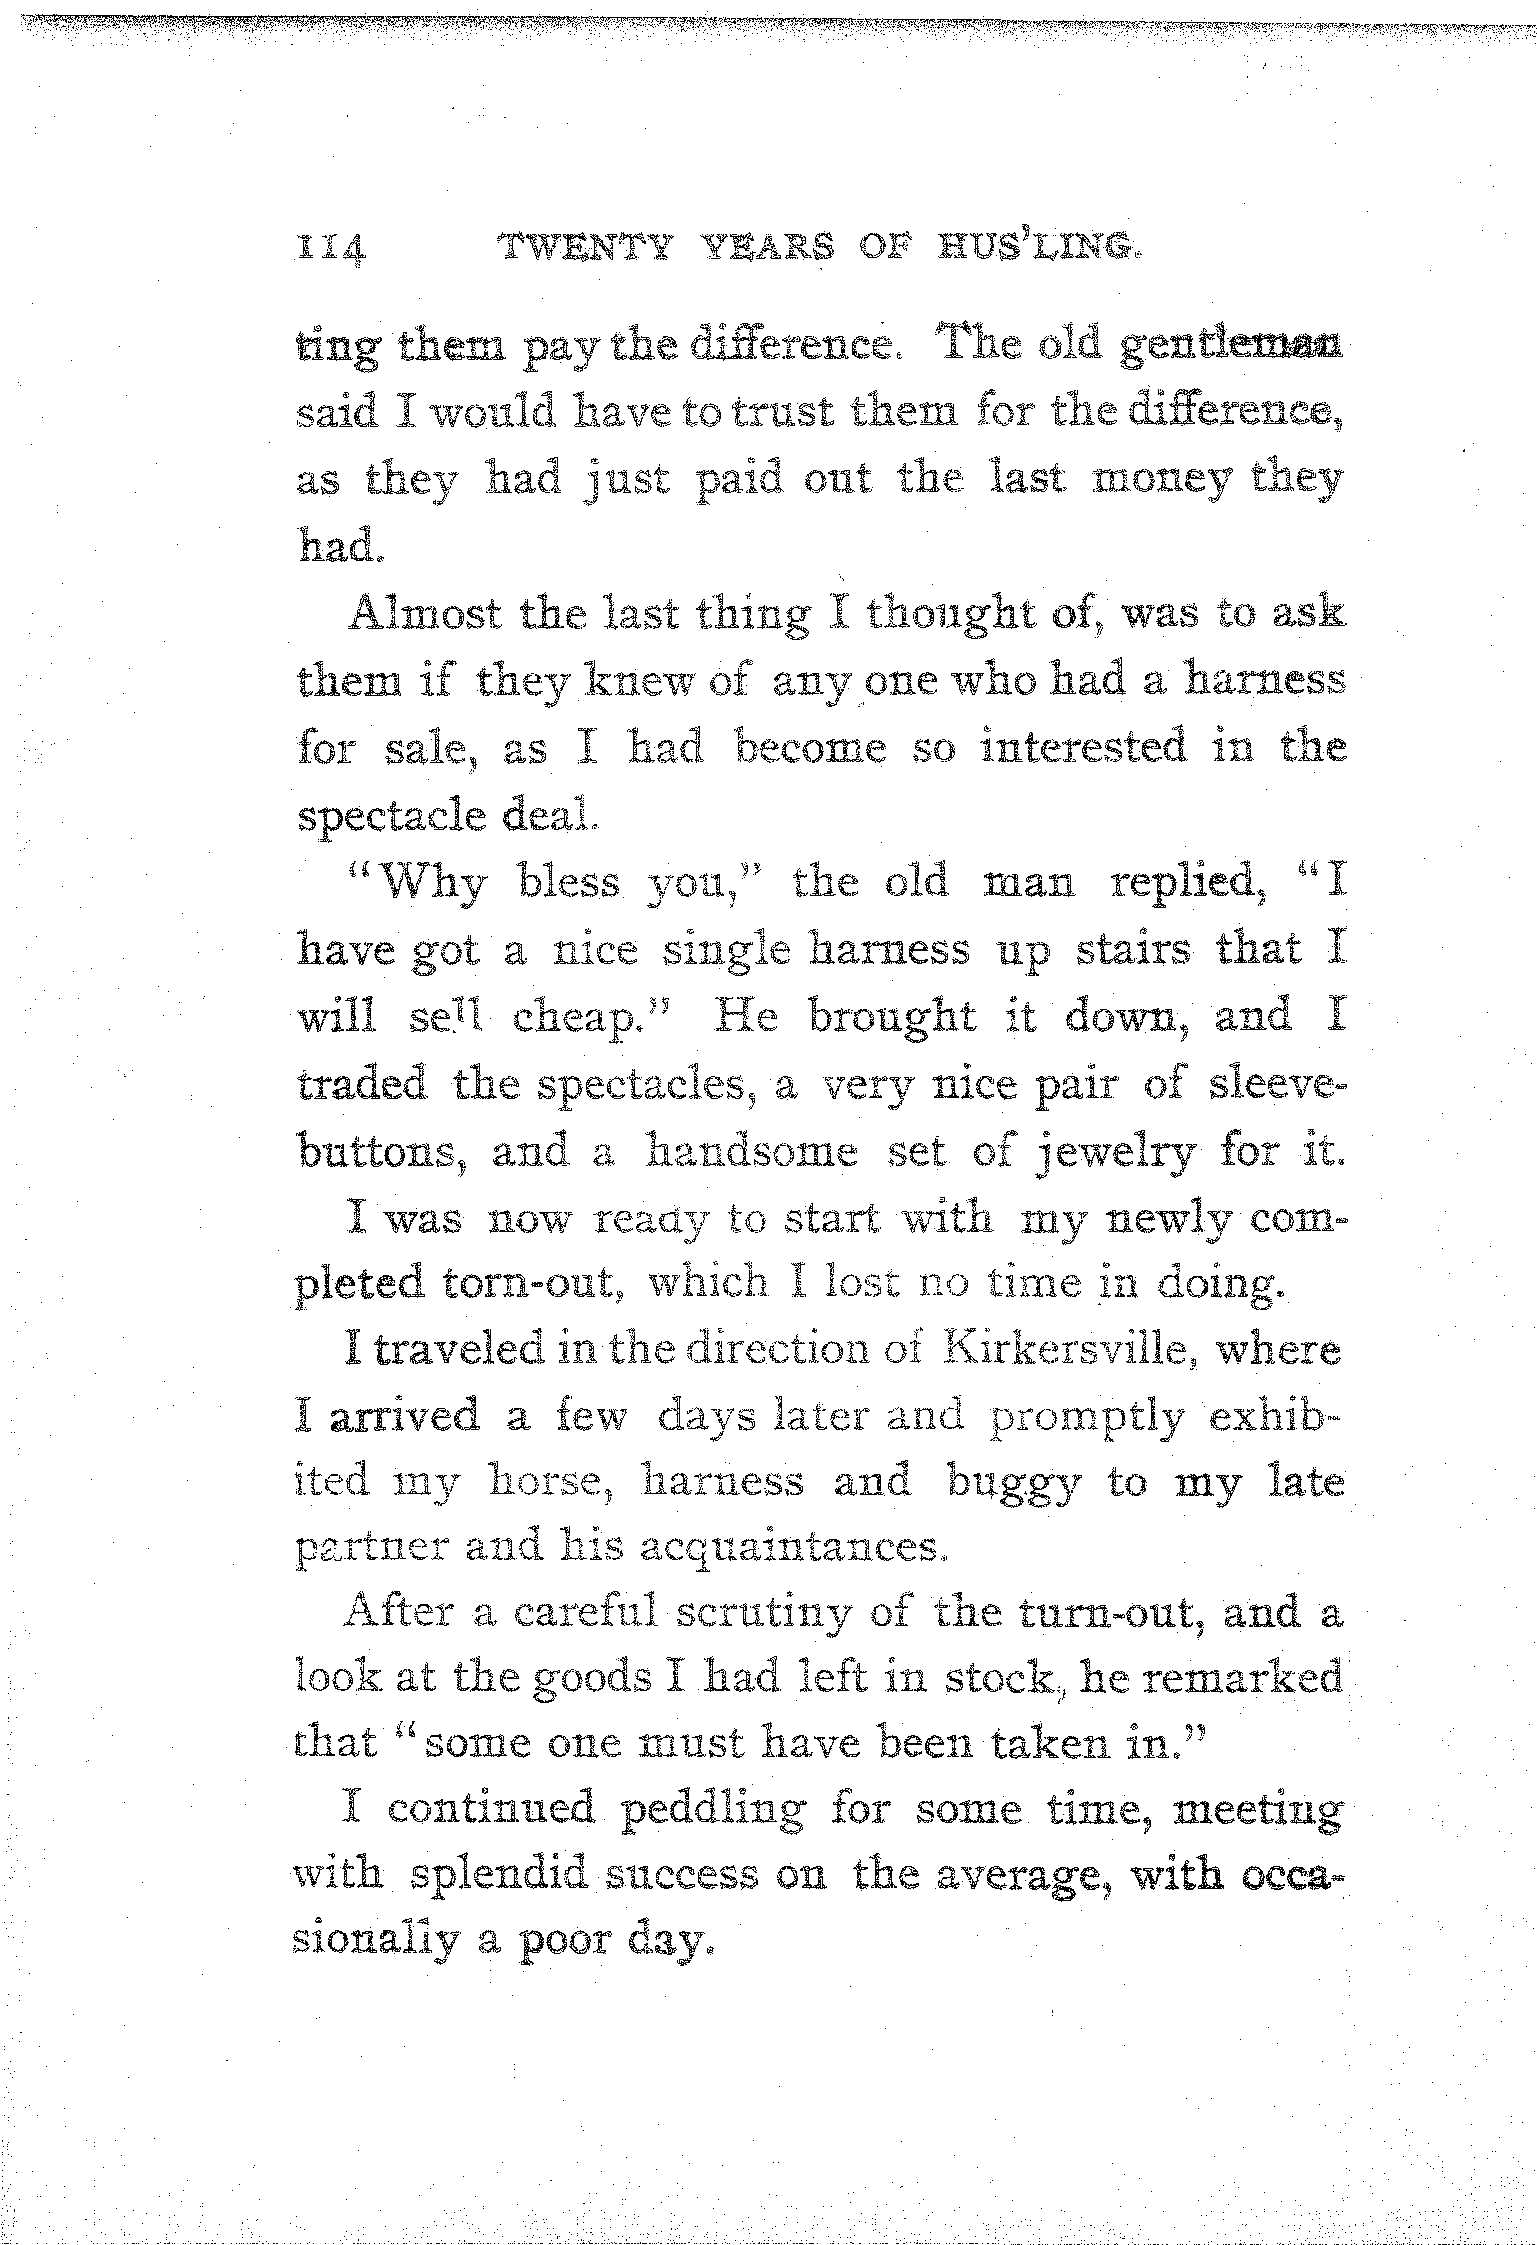 114 TWENTY YEARS OF HUS'LING.
ting them pay the difference. The old gentleman
said I would have to trust them for the difference,
as they had just paid out the last money they
had.
Almost the last thing I thought of, was to ask
them if they knew of any one who had a harness
for sale, as I had become so interested in the
spectacle deal.
"Why bless you," the old man replied, "I
have got a nice single harness up stairs that I
will sell cheap." He brought it down, and I
traded the spectacles, a very nice pair of sleeve-
buttons, and a handsome set of jewelry for it.
I was now ready to start with my newly com-
pleted torn-out, which I lost no time in doing.
I traveled in the direction of Kirkersville, where
I arrived a few days later and promptly exhib-
ited my horse, harness and buggy to my late
partner and his acquaintances.
After a careful scrutiny of the turn-out, and a
look at the goods I had left in stock, he remarked
that "some one must have been taken in."
I continued peddling for some time, meeting
with splendid success on the average, with occa-
sionally a poor day.